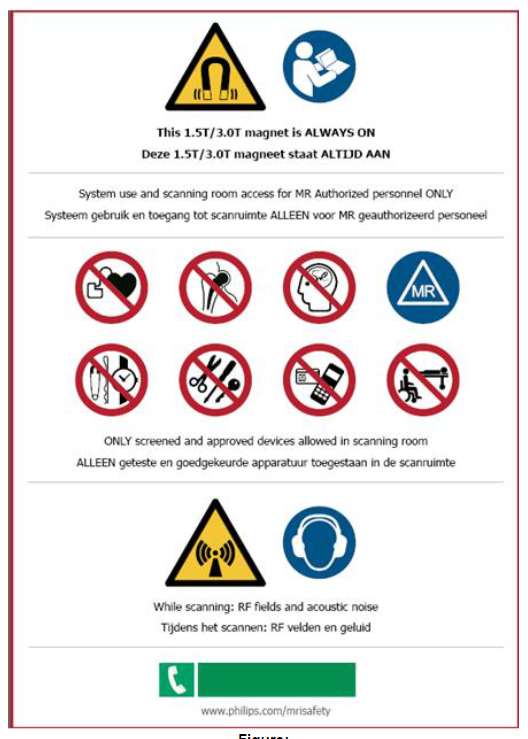 This 1.5T/3.0T magnet is ALWAYS ON
Deze 1.5T/3.0T magneet staat ALTIJD AAN
System use and scanning room access for MR Authorized personnel ONLY
Systeem gebruik en toegang tot scanruimte ALLEEN voor MR geauthorizeerd personeel
MR
ONLY screened and approved devices allowed in scanning room
ALLEEN geteste en goedgekeurde apparatuur toegestaan in de scanruimte
While scanning: RF fields and acoustic noise
Tijdens het scannen: RF velden en geluid
www.philips.com/mrisafety
Figure: